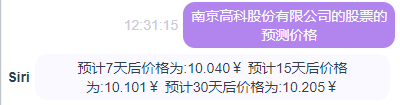 南京高科股份有限公司的股票的
12:31:15
预测价格
预计7天后价格为:10.040￥ 预计15天后价格
Siri
为:10.101￥ 预计30天后价格为:10.205￥